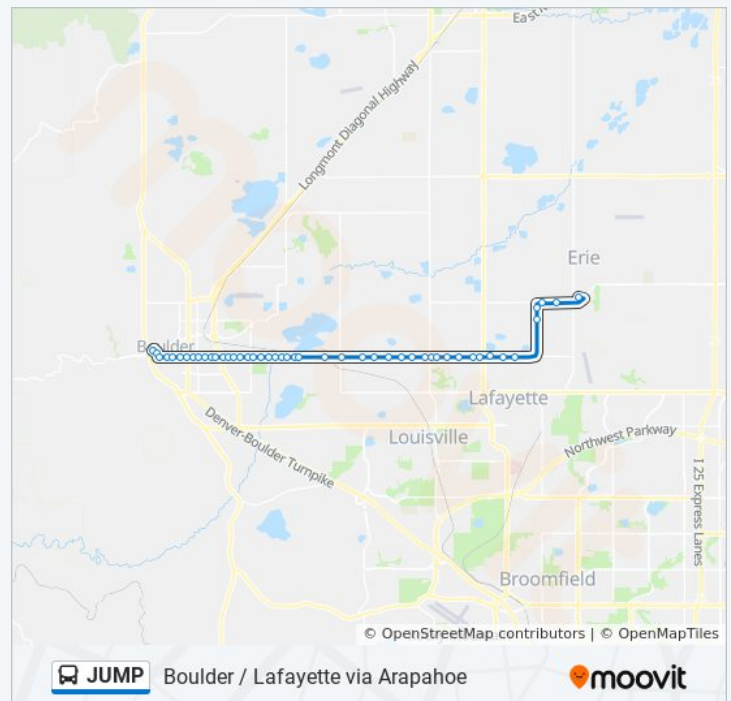 East
Longmont Diagonal Highway
Erie
Boulder
Lafayette
Denver-Boulder Turnpike
Louisville
Northwest Parkway
I 25 Express Lanes
Broomfield
© OpenStreetMap contributors | © OpenMapTiles
JUMP Boulder / Lafayette via Arapahoe moovit